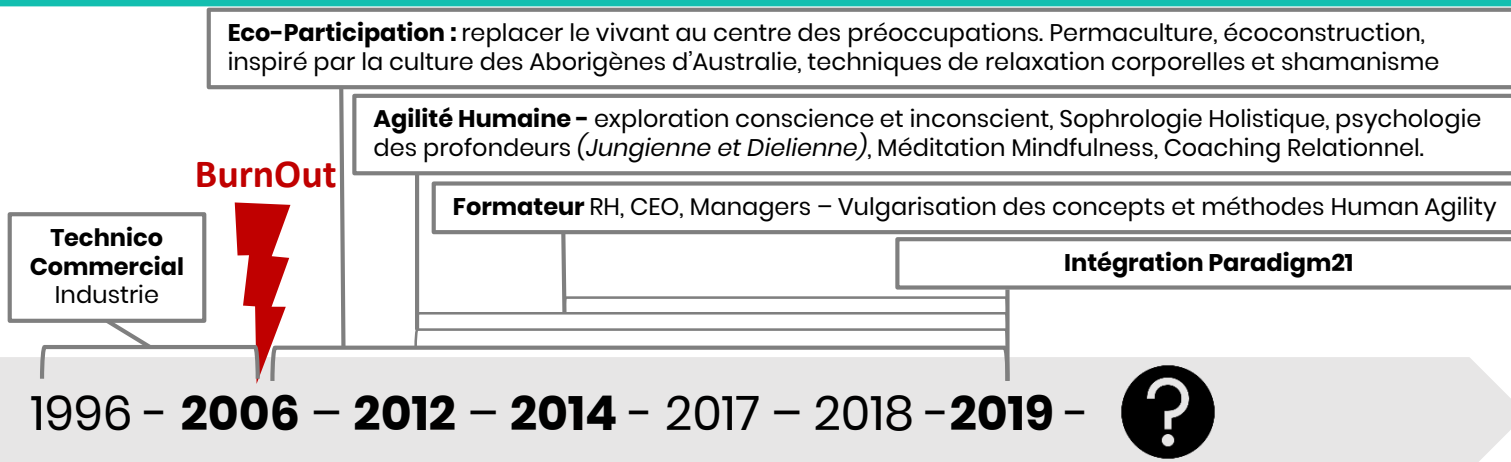 Eco-Participation : replacer le vivant au centre des préoccupations. Permaculture, écoconstruction,
inspiré par la culture des Aborigènes d’Australie, techniques de relaxation corporelles et shamanisme
Agilité Humaine - exploration conscience et inconscient, Sophrologie Holistique, psychologie
des profondeurs (Jungienne et Dielienne), Méditation Mindfulness, Coaching Relationnel.
BurnOut
Formateur RH, CEO, Managers – Vulgarisation des concepts et méthodes Human Agility
Technico
Commercial
Industrie
Intégration Paradigm21
1996 - 2006 – 2012 – 2014 - 2017 – 2018 -2019 - ?